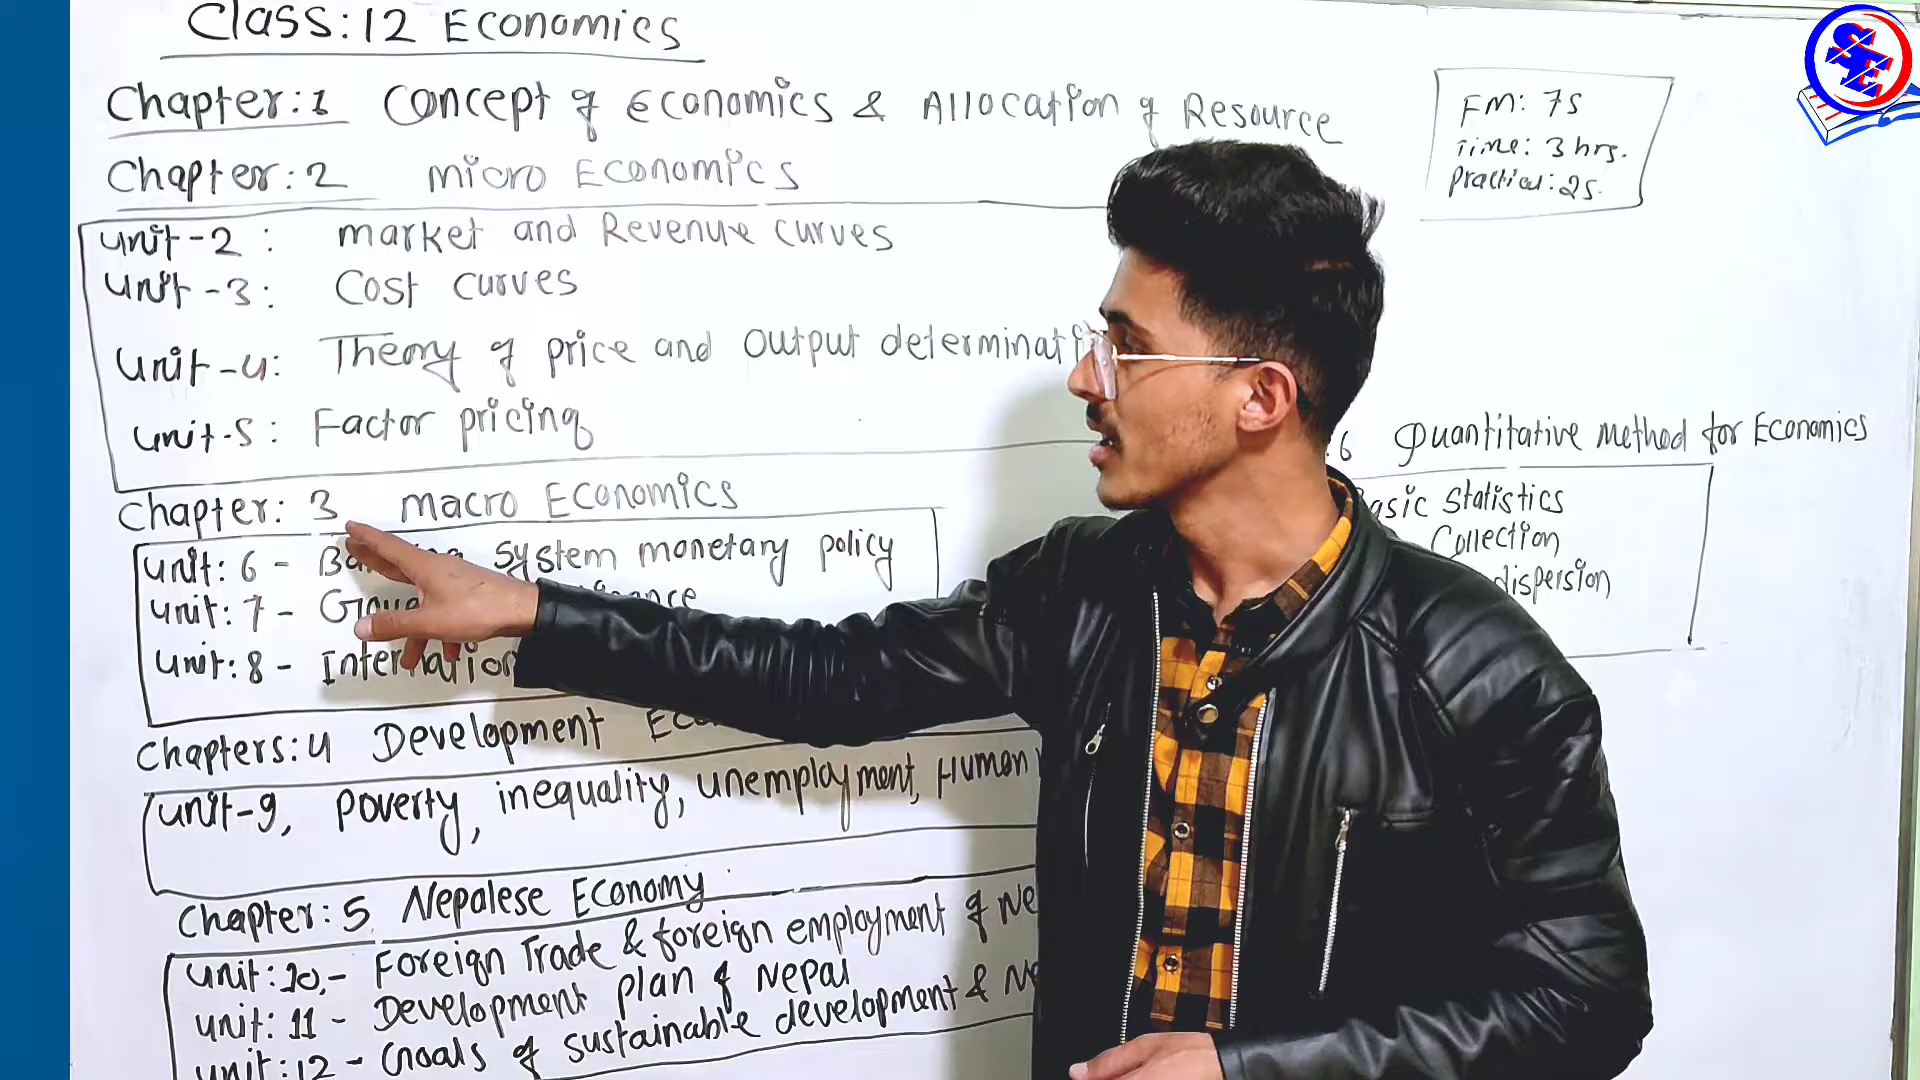 Class: 12 Economics
Chapter: 1 Concept of Economics & Allocation of Resource
FM: 75
Time: 3 hrs.
Practical: 25.
Chapter: 2 Micro Economics
Unit-2: Market and Revenue curves
Unit-3: Cost curves
Unit-4: Theory of price and output
Unit-5: Factor pricing
Chapter: 3 Macro Economics
Unit: 6 - System monetary policy
Unit: 7 -
Unit: 8 -
Chapters: 4 Development
Unit-9, Poverty, inequality, unemployment, Human
Chapter: 5 Nepalese Economy
Unit: 10.- Foreign Trade & foreign employment of
Unit: 11 - Development plan of Nepal
Unit: 12 - Goals of sustainable development &
6 Quantitative Method for Economics
Statistics
Collection
dispersion